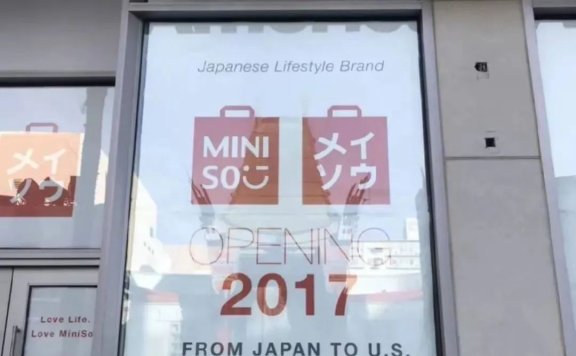 Japanese Lifestyle Brand
MINI
SO
メイ
ソウ
メイ
ソウ
OPENING
2017
FROM JAPAN TO U.S.
Love Life.
Love MiniSo